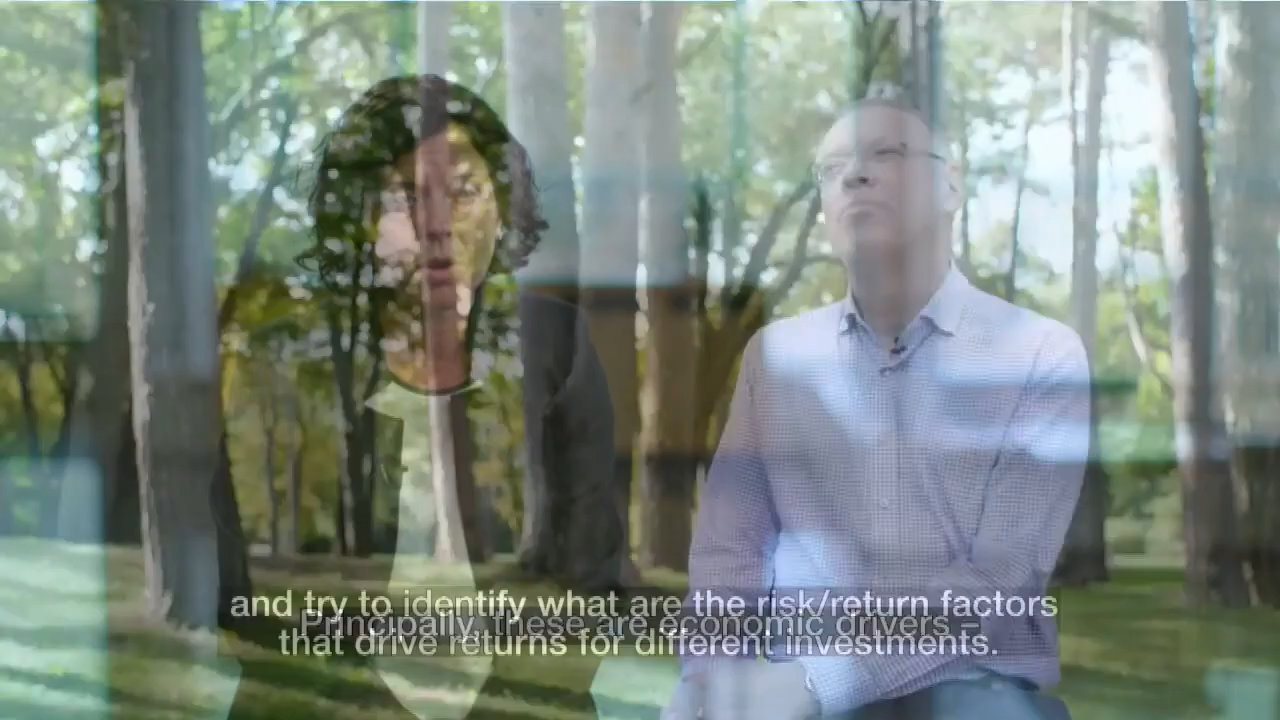 and try to identify what are the risk/return factors
Principally, these are economic drivers –
that drive returns for different investments.